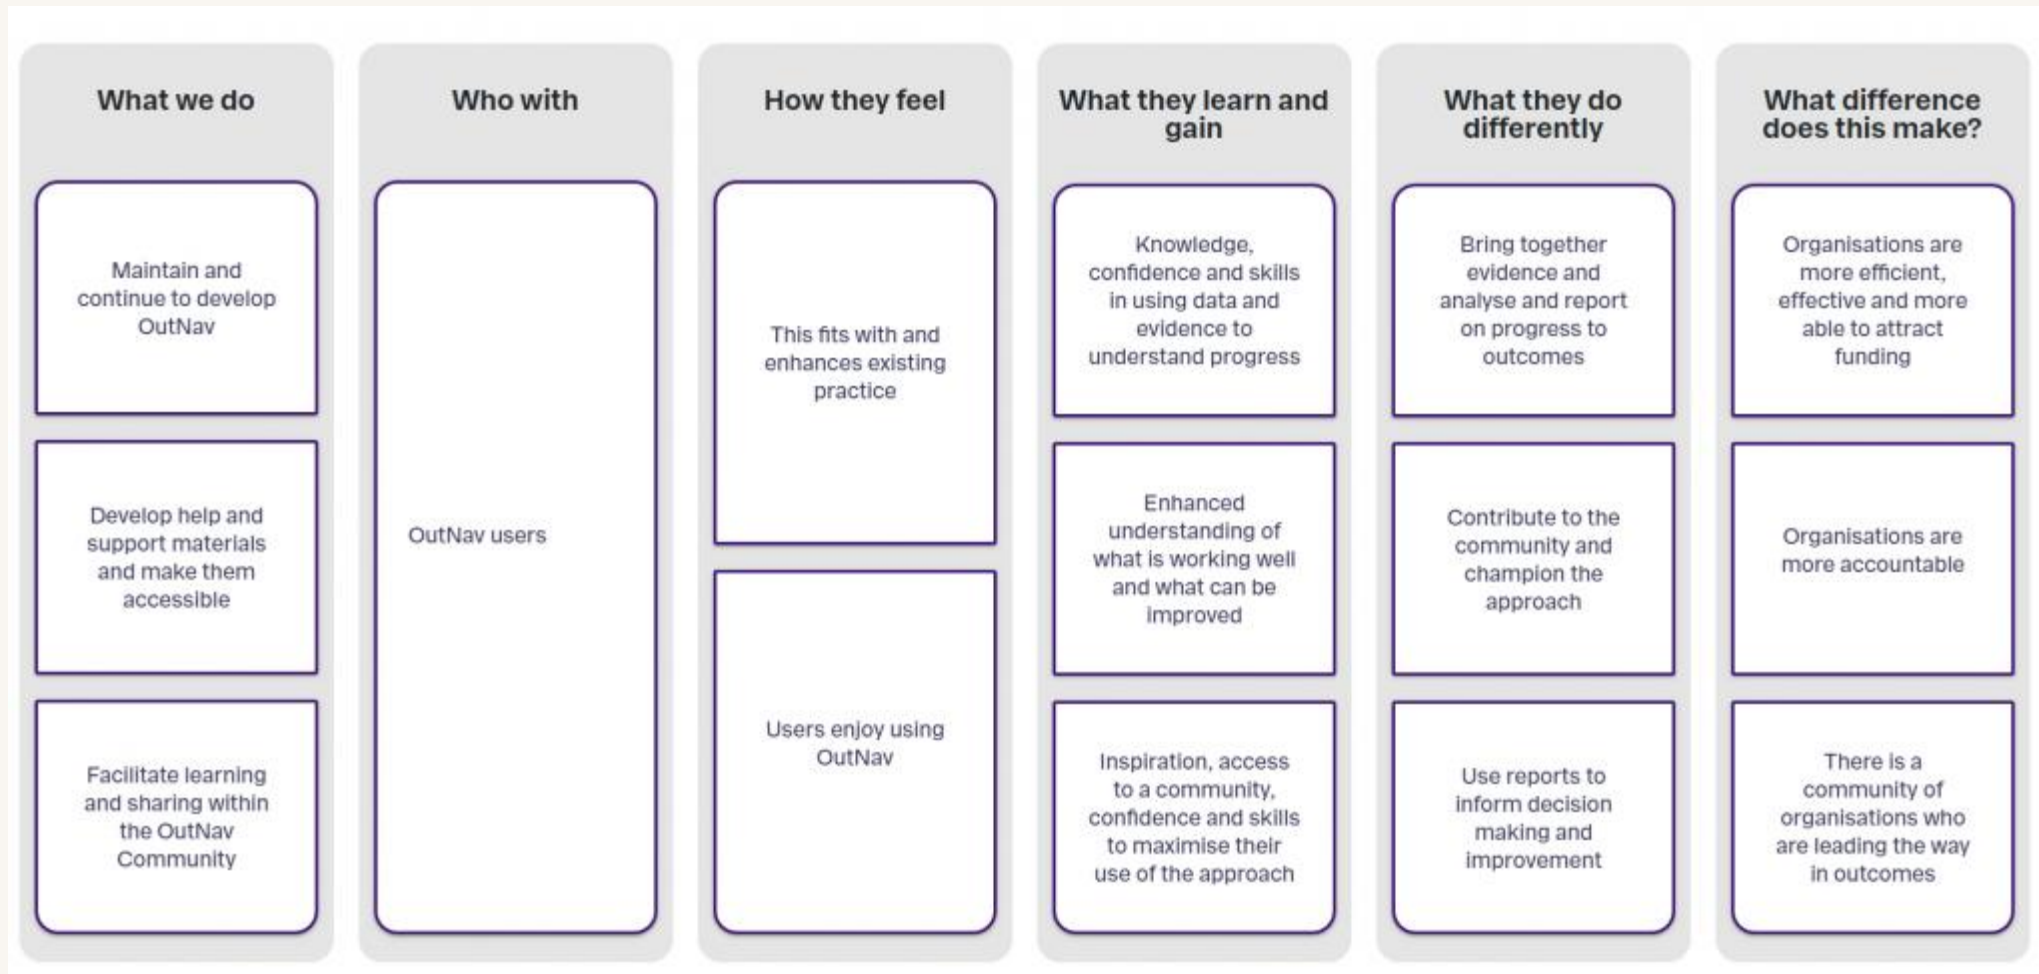 What we do
Maintain and
continue to develop
OutNav
Develop help and
support materials
and make them
accessible
Facilitate learning
and sharing within
the OutNav
Community
Who with
OutNav users
How they feel
This fits with and
enhances existing
practice
Users enjoy using
OutNav
What they learn and
gain
Knowledge,
confidence and skills
in using data and
evidence to
understand progress
Enhanced
understanding of
what is working well
and what can be
improved
Inspiration, access
to a community,
confidence and skills
to maximise their
use of the approach
What they do
differently
Bring together
evidence and
analyse and report
on progress to
outcomes
Contribute to the
community and
champion the
approach
Use reports to
inform decision
making and
improvement
What difference
does this make?
Organisations are
more efficient,
effective and more
able to attract
funding
Organisations are
more accountable
There is a
community of
organisations who
are leading the way
in outcomes